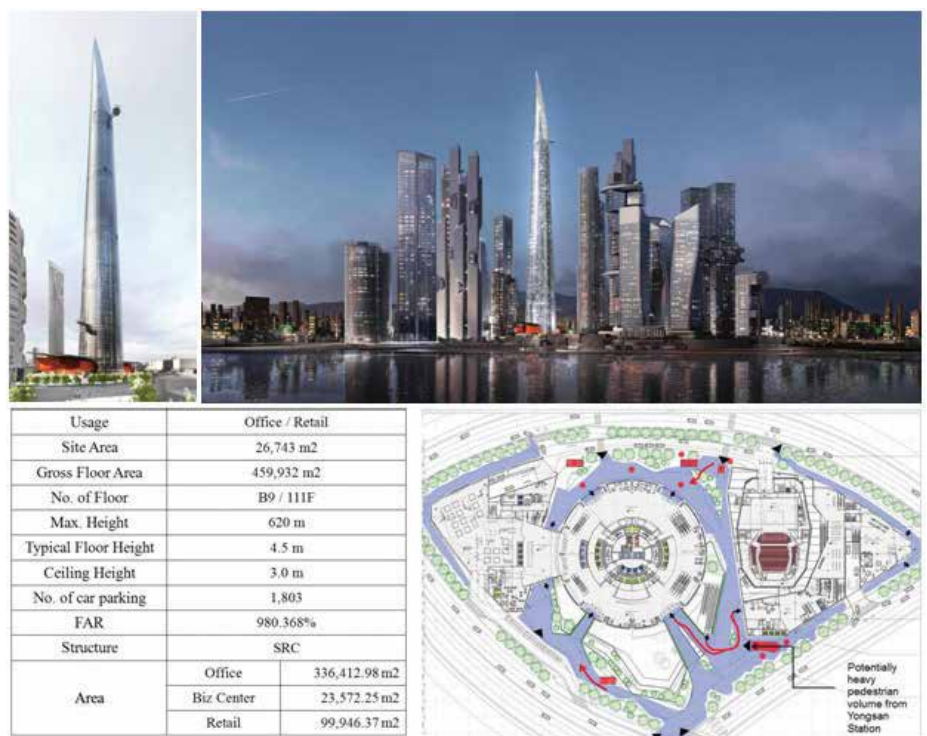 Usage Office / Retail
Site Area 26,743 m2
Gross Floor Area 459,932 m2
No. of Floor B9 / 111F
Max. Height 620 m
Typical Floor Height 4.5 m
Ceiling Height 3.0 m
No. of car parking 1,803
FAR 980.368%
Structure SRC
Area Office 336,412.98 m2
Biz Center 23,572.25 m2
Retail 99,946.37 m2
Potentially
heavy
pedestrian
volume from
Yongsan
Station